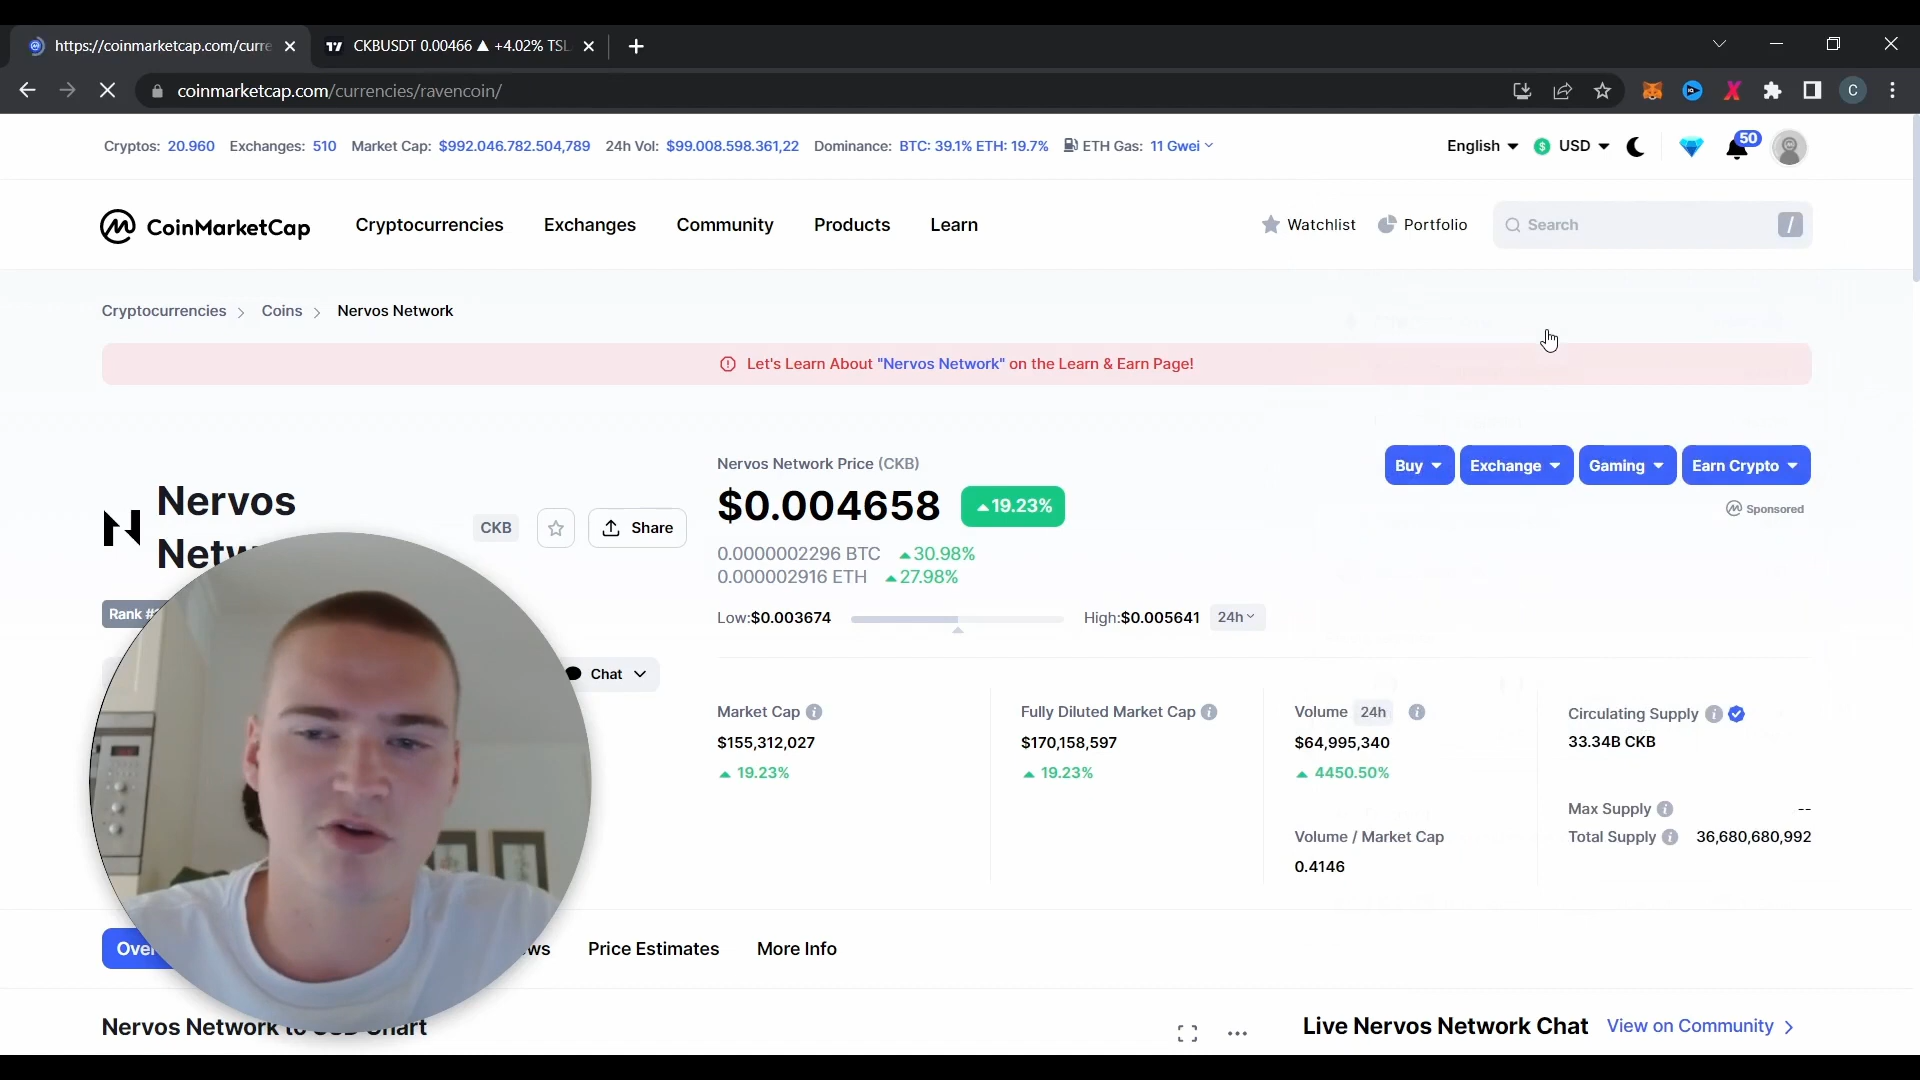 https://coinmarketcap.com/curre
CKBUSDT 0.00466 ▲ +4.02% TSL
coinmarketcap.com/currencies/ravencoin/
C
Cryptos: 20.960 Exchanges: 510 Market Cap: $992.046.782.504,789 24h Vol: $99.008.598.361,22 Dominance: BTC: 39.1% ETH: 19.7% ETH Gas: 11 Gwei
English USD 50
CoinMarketCap Cryptocurrencies Exchanges Community Products Learn Watchlist Portfolio Search /
Cryptocurrencies > Coins > Nervos Network
Let's Learn About "Nervos Network" on the Learn & Earn Page!
Nervos
CKB
Share
Rank #
Chat
Nervos Network Price (CKB)
$0.004658 ▲19.23%
0.0000002296 BTC ▲30.98%
0.000002916 ETH ▲27.98%
Low:$0.003674 High:$0.005641 24h
Buy Exchange Gaming Earn Crypto
Sponsored
Market Cap
$155,312,027
▲ 19.23%
Fully Diluted Market Cap
$170,158,597
▲ 19.23%
Volume 24h
$64,995,340
▲ 4450.50%
Volume / Market Cap
0.4146
Circulating Supply
33.34B CKB
Max Supply --
Total Supply 36,680,680,992
Price Estimates More Info
Nervos Network
Live Nervos Network Chat View on Community >